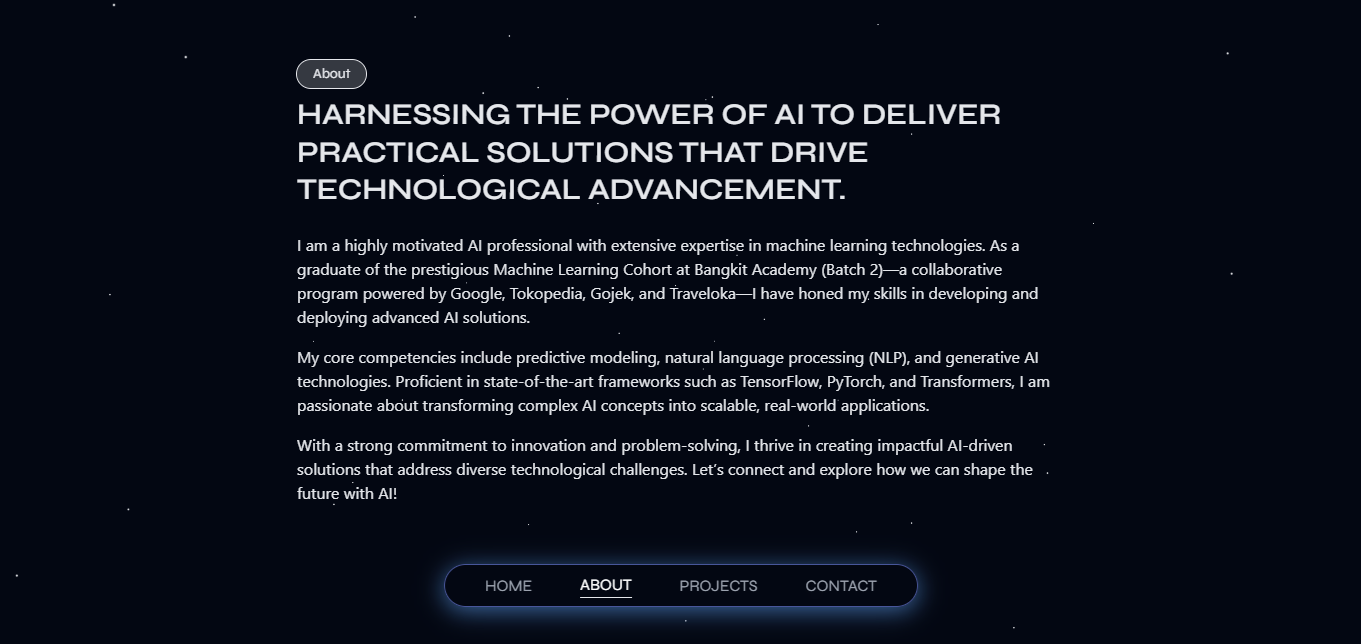 About
HARNESSING THE POWER OF AI TO DELIVER
PRACTICAL SOLUTIONS THAT DRIVE
TECHNOLOGICAL ADVANCEMENT.
I am a highly motivated AI professional with extensive expertise in machine learning technologies. As a
graduate of the prestigious Machine Learning Cohort at Bangkit Academy (Batch 2)—a collaborative
program powered by Google, Tokopedia, Gojek, and Traveloka—I have honed my skills in developing and
deploying advanced AI solutions.
My core competencies include predictive modeling, natural language processing (NLP), and generative AI
technologies. Proficient in state-of-the-art frameworks such as TensorFlow, PyTorch, and Transformers, I am
passionate about transforming complex AI concepts into scalable, real-world applications.
With a strong commitment to innovation and problem-solving, I thrive in creating impactful AI-driven
solutions that address diverse technological challenges. Let’s connect and explore how we can shape the
future with AI!
HOME ABOUT PROJECTS CONTACT